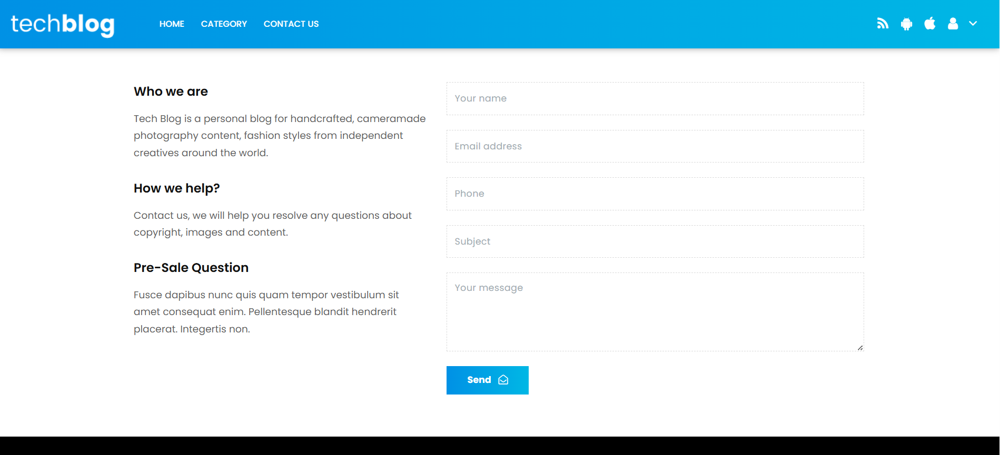 techblog
HOME CATEGORY CONTACT US
Who we are
Tech Blog is a personal blog for handcrafted, cameramade
photography content, fashion styles from independent
creatives around the world.
How we help?
Contact us, we will help you resolve any questions about
copyright, images and content.
Pre-Sale Question
Fusce dapibus nunc quis quam tempor vestibulum sit
amet consequat enim. Pellentesque blandit hendrerit
placerat. Integertis non.
Your name
Email address
Phone
Subject
Your message
Send